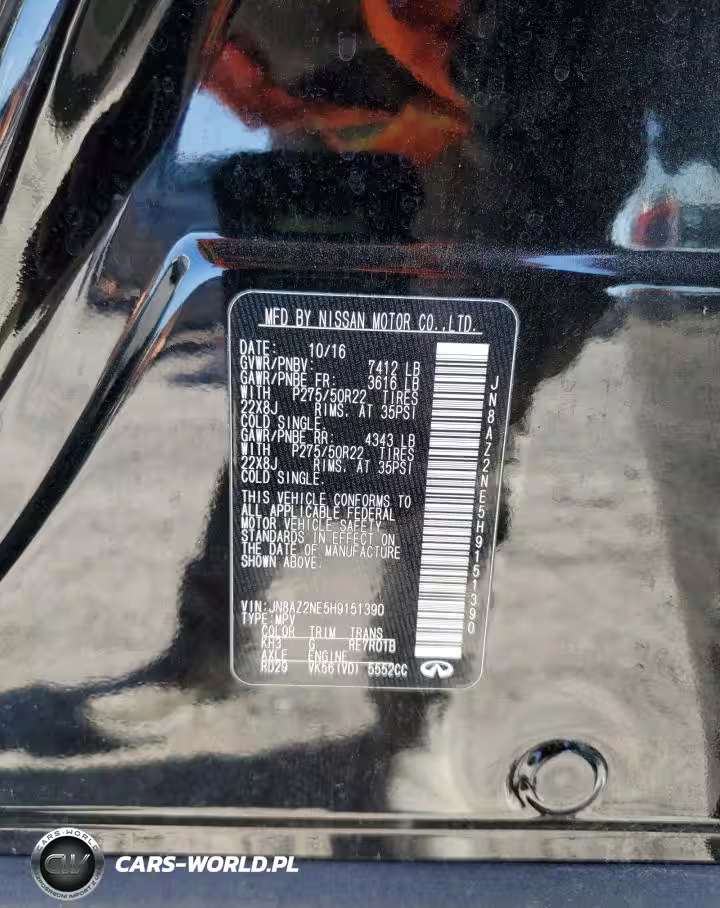 MFD BY NISSAN MOTOR CO.,LTD.
DATE: 10/16
GVWR/PNBV: 7412 LB
GAWR/PNBE FR: 3616 LB
WITH P275/50R22 TIRES
22X8J RIMS. AT 35PSI
COLD SINGLE.
GAWR/PNBE RR: 4343 LB
WITH P275/50R22 TIRES
22X8J RIMS. AT 35PSI
COLD SINGLE.
THIS VEHICLE CONFORMS TO
ALL APPLICABLE FEDERAL
MOTOR VEHICLE SAFETY
STANDARDS IN EFFECT ON
THE DATE OF MANUFACTURE
SHOWN ABOVE.
VIN: JN8AZ2NE5H9151390
TYPE: MPV
COLOR TRIM TRANS
KH3 G RE7R01B
AXLE ENGINE
RD29 VK56(VD) 5552CC
JN8AZ2NE5H9151390
CARS-WORLD
CW
CARS-WORLD.PL